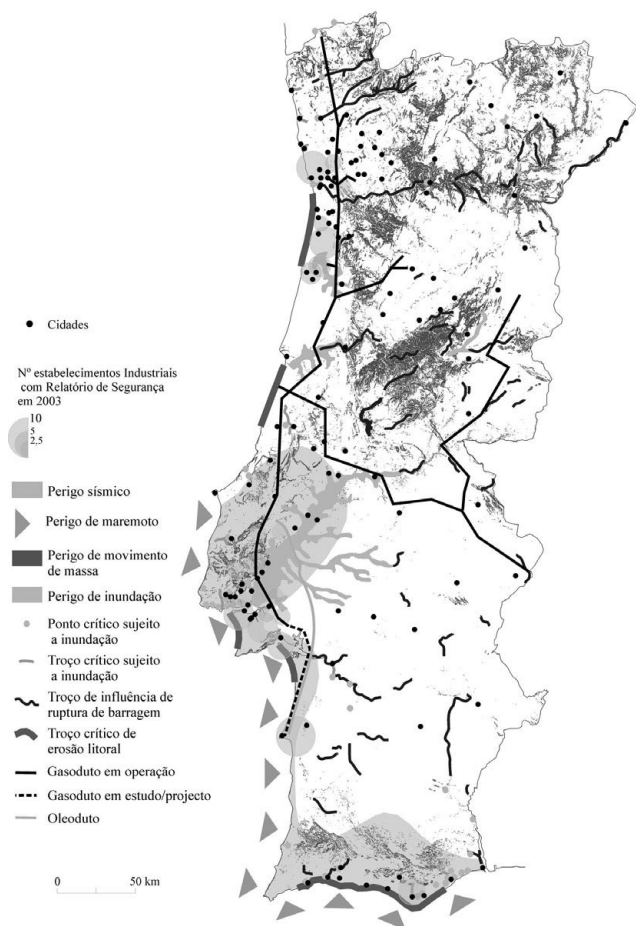 Cidades
Nº estabelecimentos Industriais
com Relatório de Segurança
em 2003
10
5
2,5
Perigo sísmico
Perigo de maremoto
Perigo de movimento
de massa
Perigo de inundação
Ponto crítico sujeito
a inundação
Troço crítico sujeito
a inundação
Troço de influência de
ruptura de barragem
Troço crítico de
erosão litoral
Gasoduto em operação
Gasoduto em estudo/projecto
Oleoduto
0 50 km